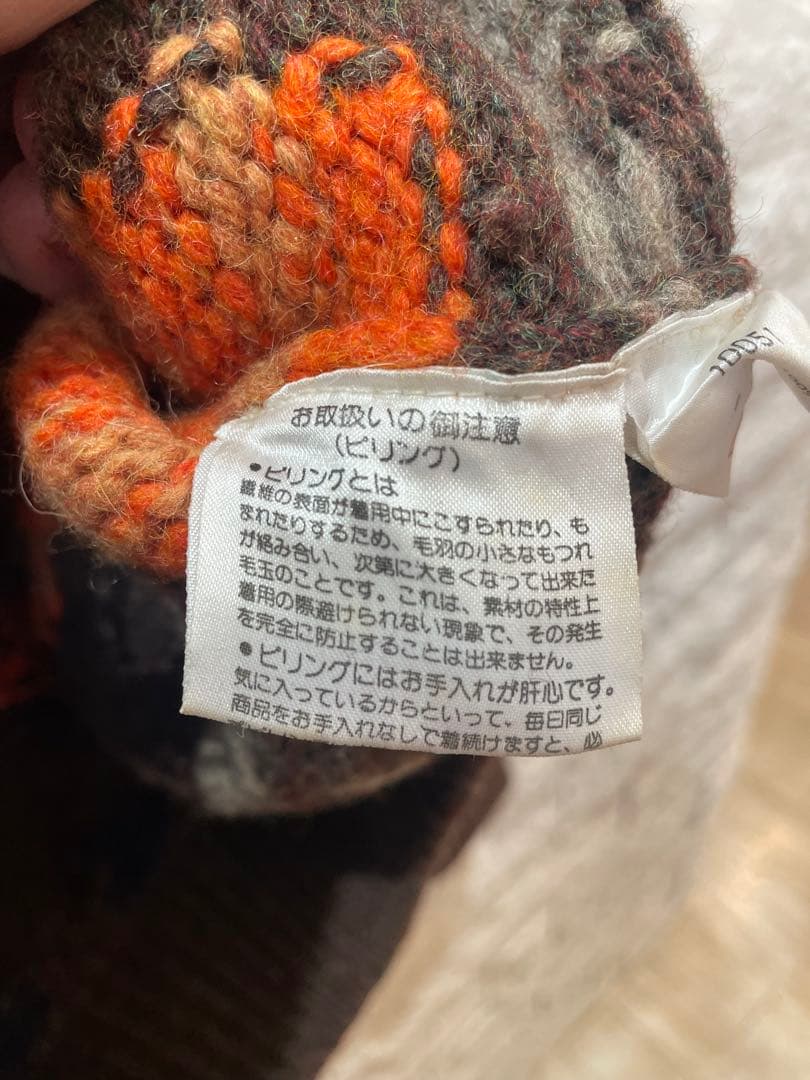 お取扱いの御注意
(ピリング)
●ピリングとは
繊維の表面が着用中にこすられたり、も
まれたりするため、毛羽の小さなもつれ
が絡み合い、次第に大きくなって出来た
毛玉のことです。これは、素材の特性上
着用の際避けられない現象で、その発生
を完全に防止することは出来ません。
●ピリングにはお手入れが肝心です。
気に入っているからといって、毎日同じ
商品をお手入れなしで着続けますと、必